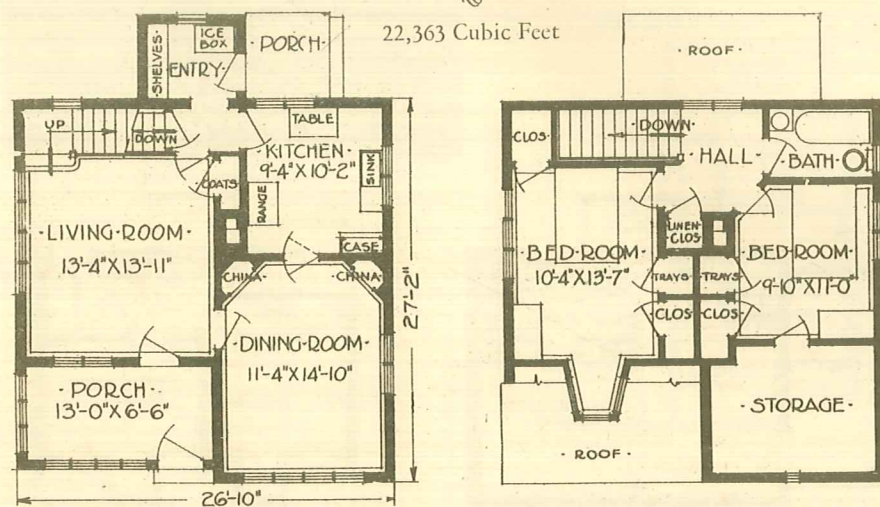 22,363 Cubic Feet
SHELVES
ICE BOX
ENTRY
PORCH
UP
DOWN
TABLE
KITCHEN
9'-4"X10'-2"
SINK
COATS
RANGE
CASE
LIVING-ROOM
13'-4"X13'-11"
CHINA
CHINA
DINING-ROOM
11'-4"X14'-10"
PORCH
13'-0"X6'-6"
27'-2"
26'-10"
ROOF
CLOS
DOWN
HALL
BATH
LINEN
CLOS
BED-ROOM
10'-4"X13'-7"
BED-ROOM
9'-10"X11'-0"
TRAYS
TRAYS
CLOS
CLOS
STORAGE
ROOF